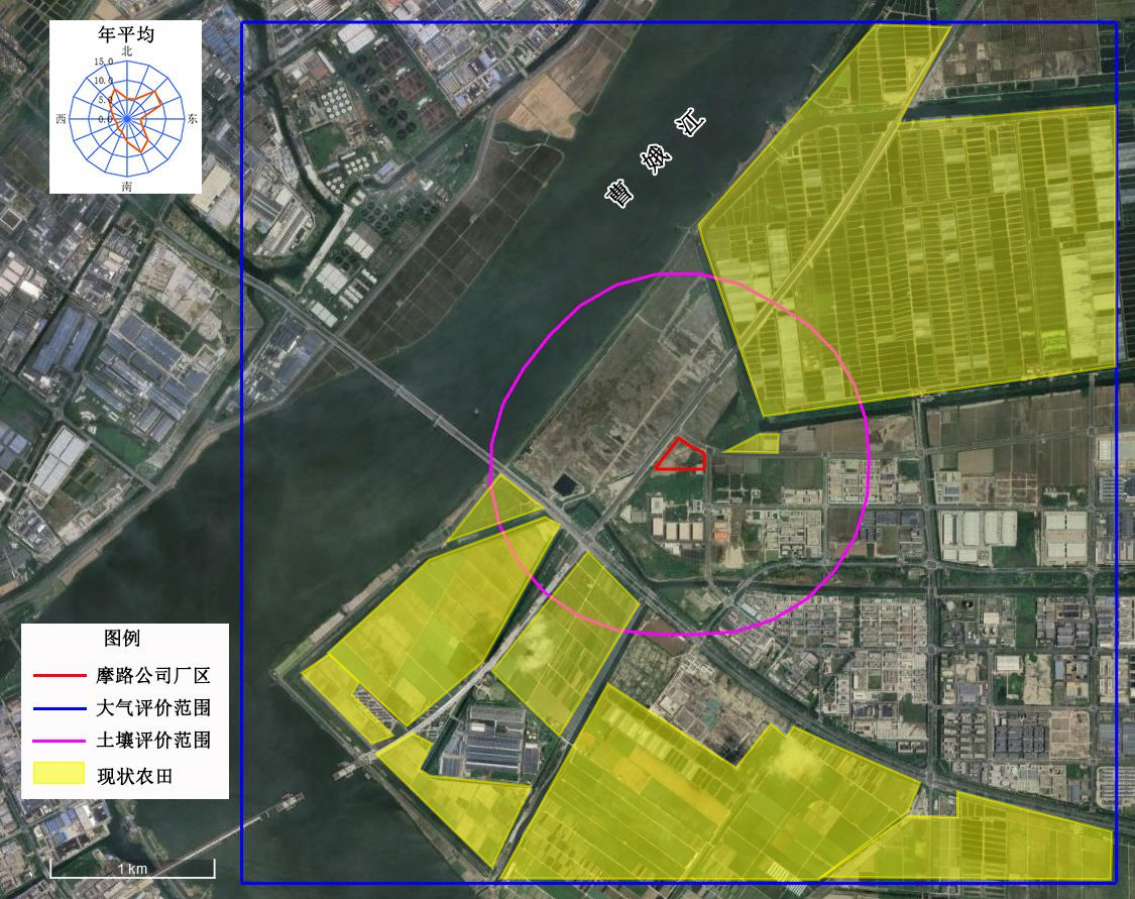 年平均
北
15.0
10.0
5.0
0.0
西
东
南
曹娥江
图例
摩路公司厂区
大气评价范围
土壤评价范围
现状农田
1 km